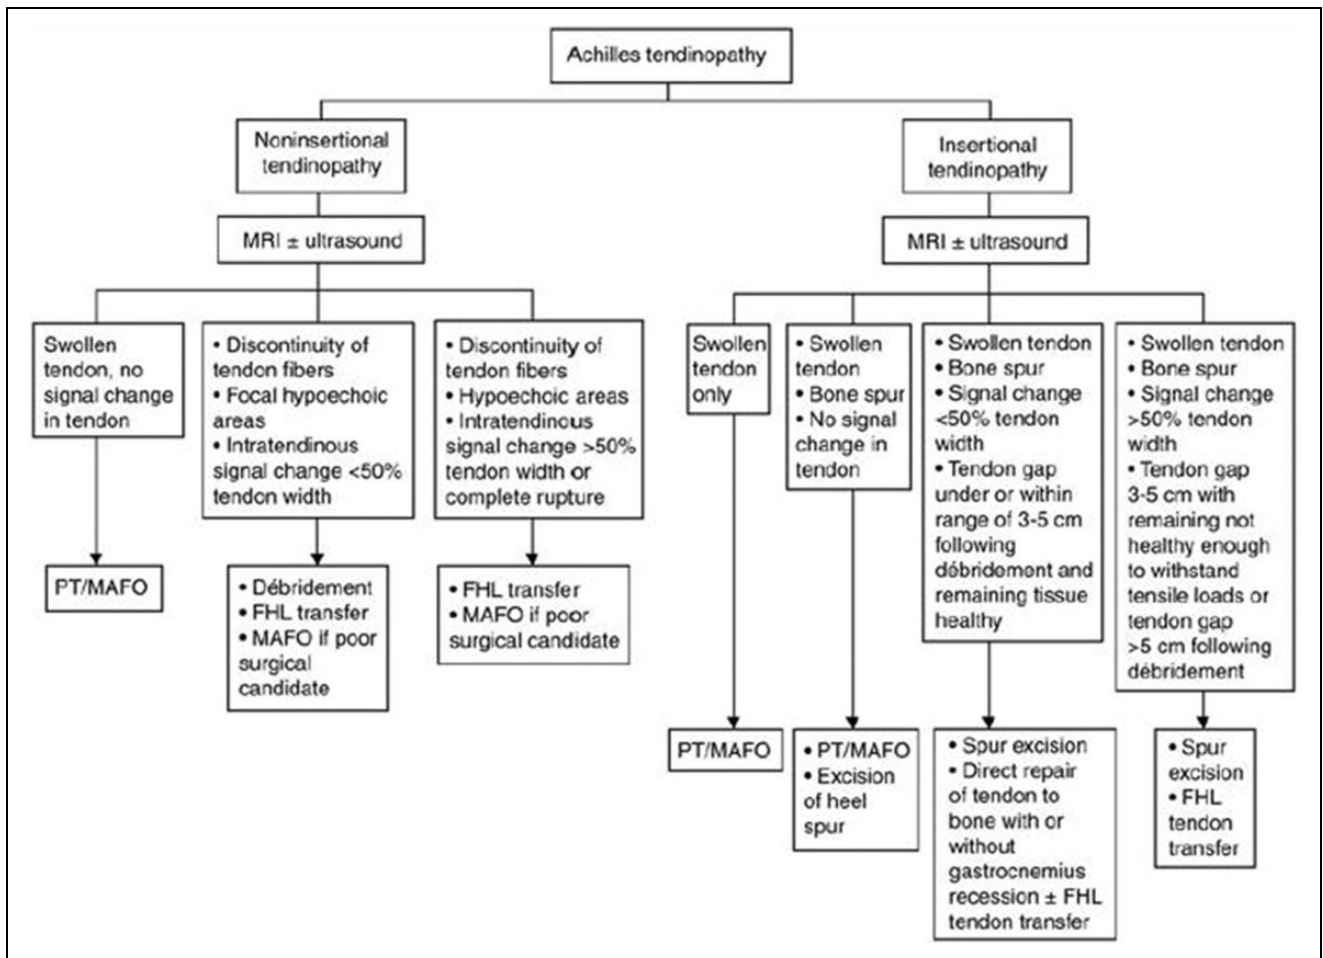 Achilles tendinopathy
Noninsertional
tendinopathy
MRI ± ultrasound
Swollen
tendon, no
signal change
in tendon
PT/MAFO
• Discontinuity of
tendon fibers
• Focal hypoechoic
areas
• Intratendinous
signal change <50%
tendon width
• Débridement
• FHL transfer
• MAFO if poor
surgical
candidate
• Discontinuity of
tendon fibers
• Hypoechoic areas
• Intratendinous
signal change >50%
tendon width or
complete rupture
• FHL transfer
• MAFO if poor
surgical candidate
Insertional
tendinopathy
MRI ± ultrasound
Swollen
tendon
only
PT/MAFO
• Swollen
tendon
• Bone spur
• No signal
change in
tendon
• PT/MAFO
• Excision
of heel
spur
• Swollen tendon
• Bone spur
• Signal change
<50% tendon
width
• Tendon gap
under or within
range of 3-5 cm
following
débridement and
remaining tissue
healthy
• Spur excision
• Direct repair
of tendon to
bone with or
without
gastrocnemius
recession ± FHL
tendon transfer
• Swollen tendon
• Bone spur
• Signal change
>50% tendon
width
• Tendon gap
3-5 cm with
remaining not
healthy enough
to withstand
tensile loads or
tendon gap
>5 cm following
débridement
• Spur
excision
• FHL
tendon
transfer